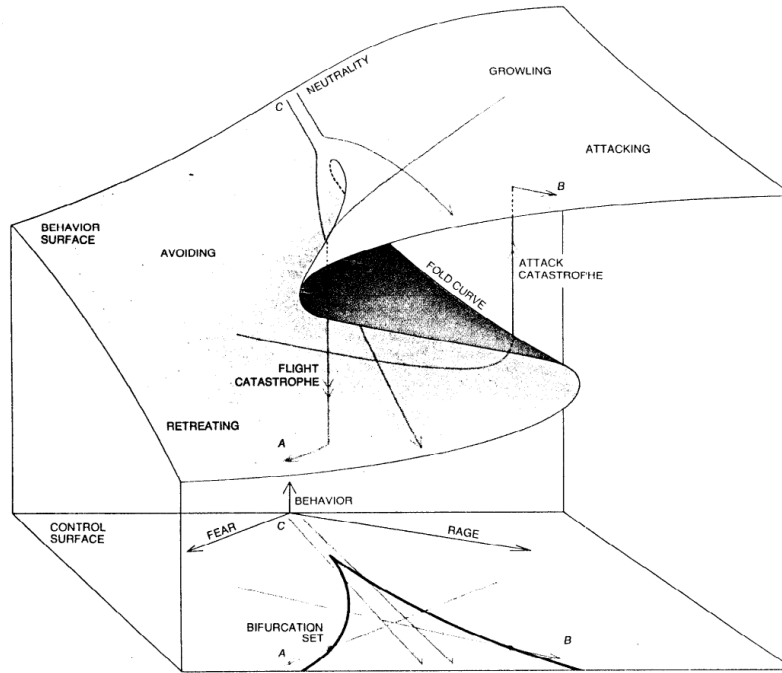 NEUTRALITY
C
GROWLING
ATTACKING
B
BEHAVIOR
SURFACE
AVOIDING
ATTACK
CATASTROPHE
FOLD CURVE
FLIGHT
CATASTROPHE
RETREATING
A
BEHAVIOR
CONTROL
SURFACE
FEAR
C
RAGE
BIFURCATION
SET
A
B